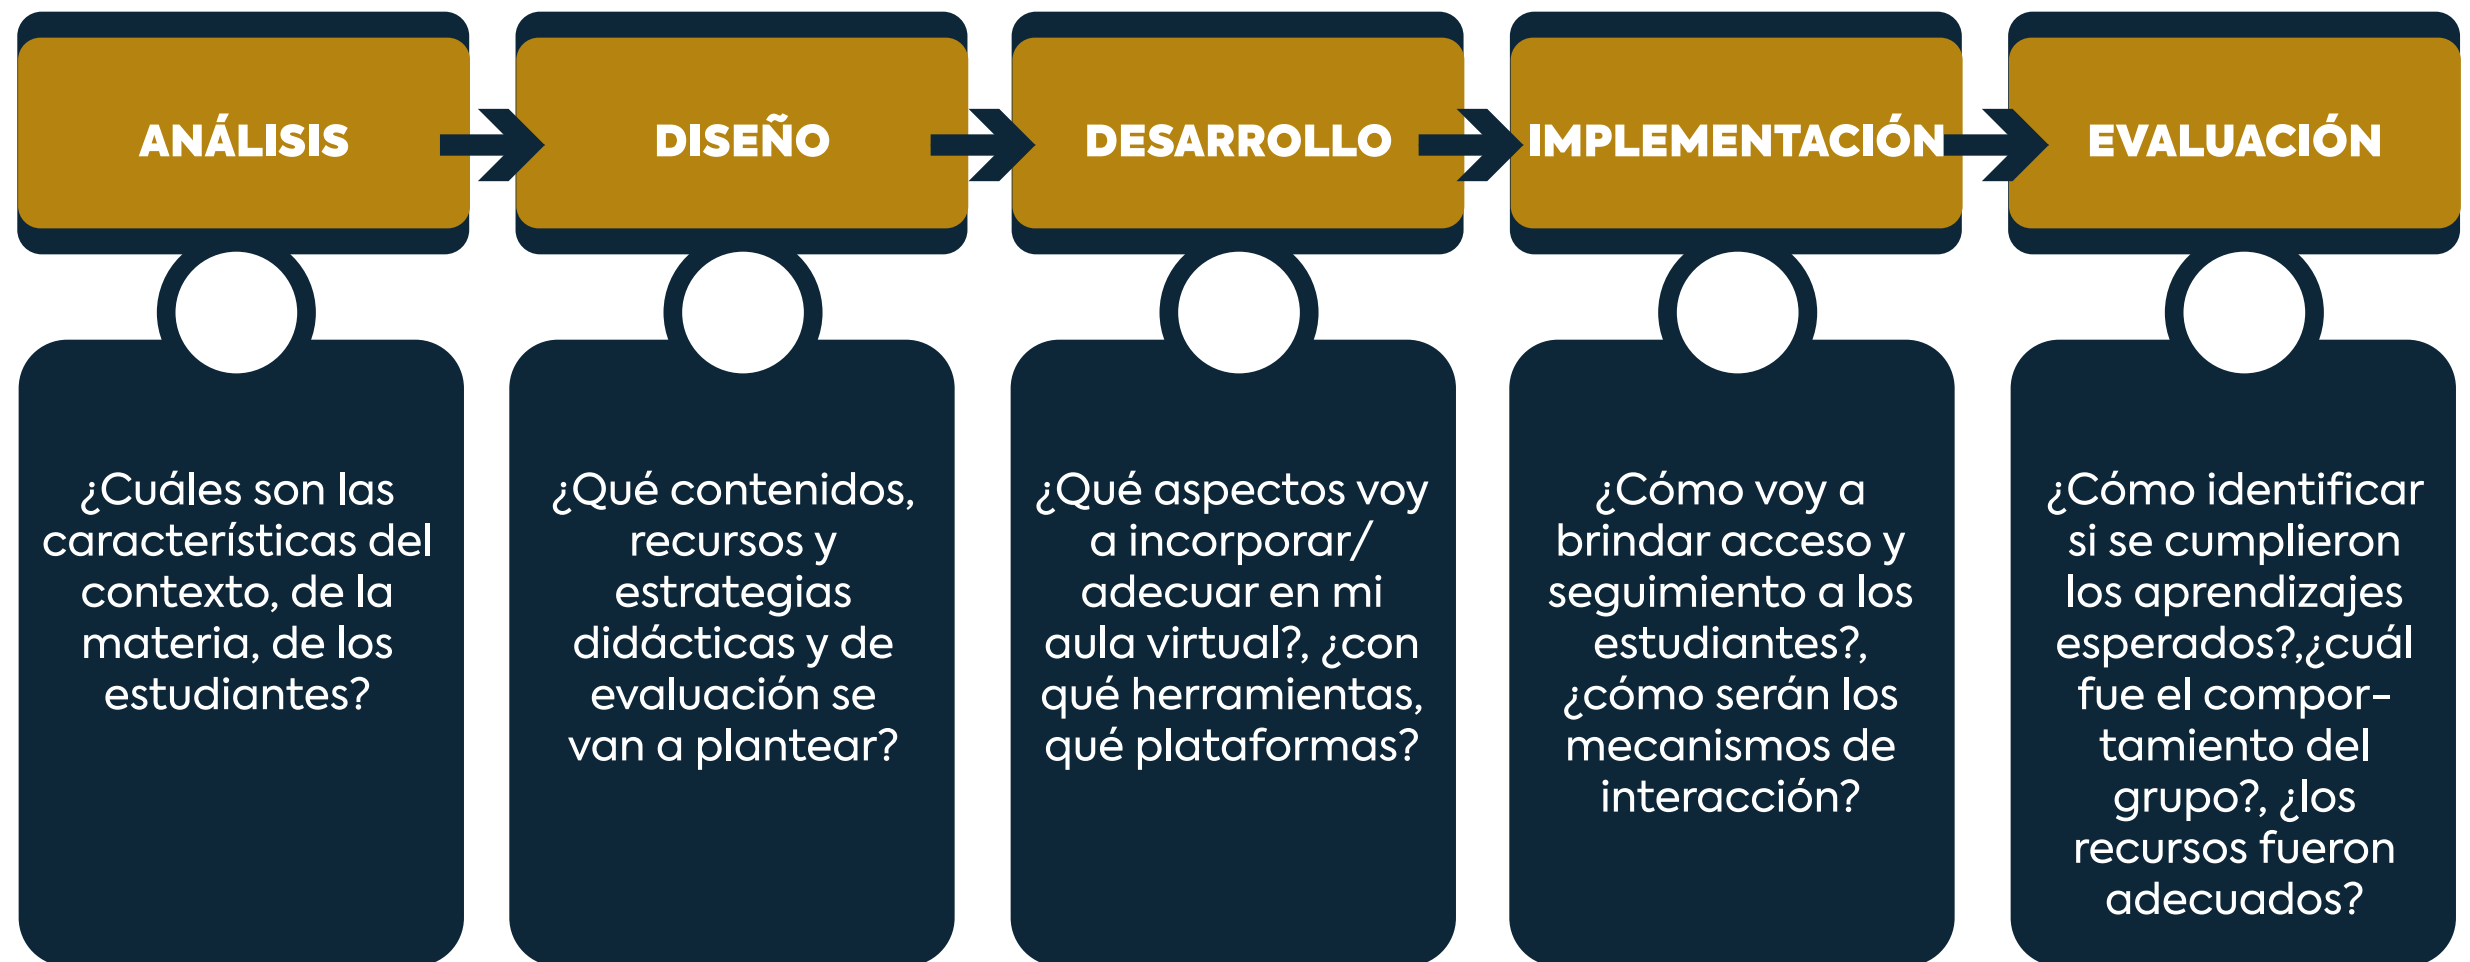 ANÁLISIS
DISEÑO
DESARROLLO
IMPLEMENTACIÓN
EVALUACIÓN
¿Cuáles son las
características del
contexto, de la
materia, de los
estudiantes?
¿Qué contenidos,
recursos y
estrategias
didácticas y de
evaluación se
van a plantear?
¿Qué aspectos voy
a incorporar/
adecuar en mi
aula virtual?, ¿con
qué herramientas,
qué plataformas?
¿Cómo voy a
brindar acceso y
seguimiento a los
estudiantes?,
¿cómo serán los
mecanismos de
interacción?
¿Cómo identificar
si se cumplieron
los aprendizajes
esperados?,¿cuál
fue el compor-
tamiento del
grupo?, ¿los
recursos fueron
adecuados?